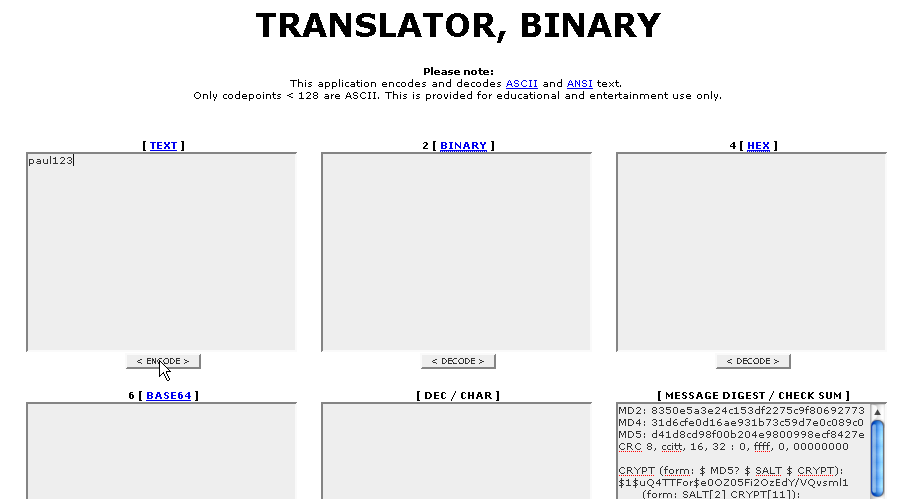 TRANSLATOR, BINARY
Please note:
This application encodes and decodes ASCII and ANSI text.
Only codepoints < 128 are ASCII. This is provided for educational and entertainment use only.
[ TEXT ]
paul123
< ENCODE >
2 [ BINARY ]
< DECODE >
4 [ HEX ]
< DECODE >
6 [ BASE64 ]
[ DEC / CHAR ]
[ MESSAGE DIGEST / CHECK SUM ]
MD2: 8350e5a3e24c153df2275c9f80692773
MD4: 31d6cfe0d16ae931b73c59d7e0c089c0
MD5: d41d8cd98f00b204e9800998ecf8427e
CRC 8, ccitt, 16, 32 : 0, ffff, 0, 00000000
CRYPT (form: $ MD5? $ SALT $ CRYPT):
$1$uQ4TTFor$e0OZ05Fi2OzEdY/VQvsml1
(form: SALT[2] CRYPT[11]):